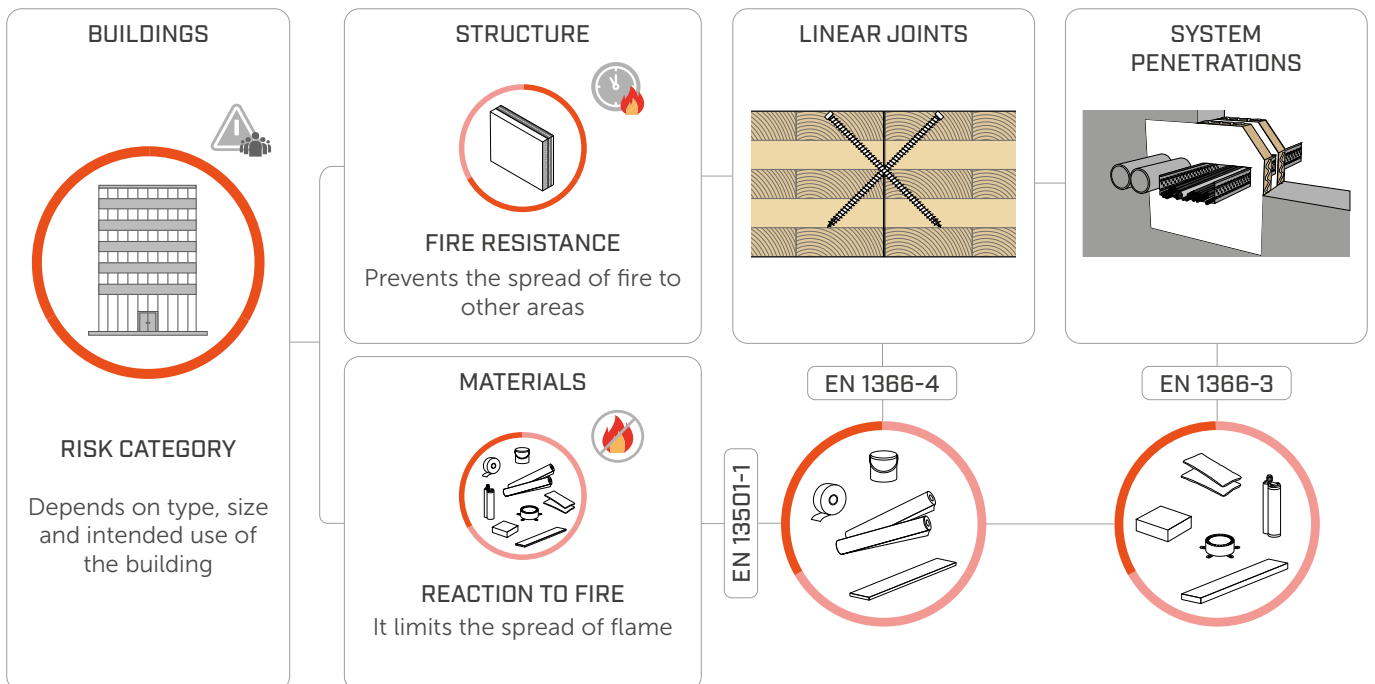 BUILDINGS
RISK CATEGORY
Depends on type, size
and intended use of
the building
STRUCTURE
FIRE RESISTANCE
Prevents the spread of fire to
other areas
MATERIALS
REACTION TO FIRE
It limits the spread of flame
LINEAR JOINTS
SYSTEM
PENETRATIONS
EN 1366-4
EN 1366-3
EN 13501-1